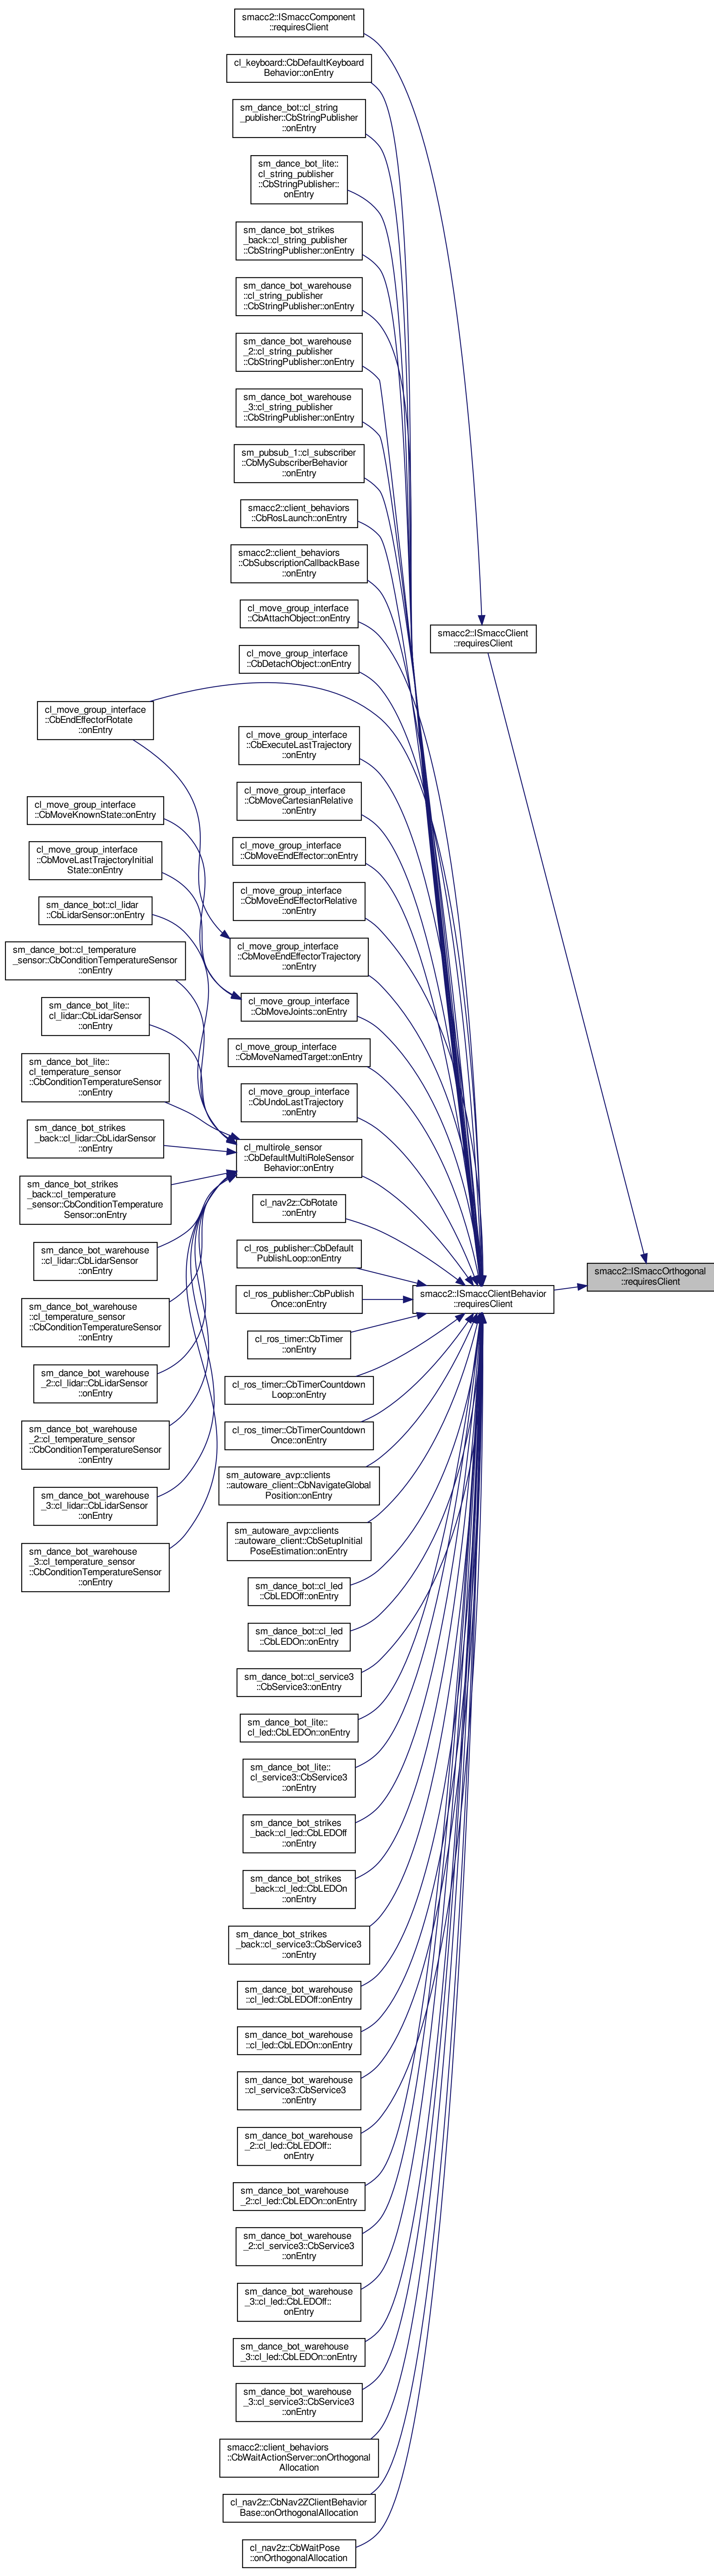 smacc2::ISmaccComponent
::requiresClient
cl_keyboard::CbDefaultKeyboard
Behavior::onEntry
sm_dance_bot::cl_string
_publisher::CbStringPublisher
::onEntry
sm_dance_bot_lite::
cl_string_publisher
::CbStringPublisher::
onEntry
sm_dance_bot_strikes
_back::cl_string_publisher
::CbStringPublisher::onEntry
sm_dance_bot_warehouse
::cl_string_publisher
::CbStringPublisher::onEntry
sm_dance_bot_warehouse
_2::cl_string_publisher
::CbStringPublisher::onEntry
sm_dance_bot_warehouse
_3::cl_string_publisher
::CbStringPublisher::onEntry
sm_pubsub_1::cl_subscriber
::CbMySubscriberBehavior
::onEntry
smacc2::client_behaviors
::CbRosLaunch::onEntry
smacc2::client_behaviors
::CbSubscriptionCallbackBase
::onEntry
cl_move_group_interface
::CbAttachObject::onEntry
smacc2::ISmaccClient
::requiresClient
cl_move_group_interface
::CbDetachObject::onEntry
cl_move_group_interface
::CbEndEffectorRotate
::onEntry
cl_move_group_interface
::CbExecuteLastTrajectory
::onEntry
cl_move_group_interface
::CbMoveKnownState::onEntry
cl_move_group_interface
::CbMoveCartesianRelative
::onEntry
cl_move_group_interface
::CbMoveLastTrajectoryInitial
State::onEntry
cl_move_group_interface
::CbMoveEndEffector::onEntry
sm_dance_bot::cl_lidar
::CbLidarSensor::onEntry
cl_move_group_interface
::CbMoveEndEffectorRelative
::onEntry
sm_dance_bot::cl_temperature
_sensor::CbConditionTemperatureSensor
::onEntry
cl_move_group_interface
::CbMoveEndEffectorTrajectory
::onEntry
sm_dance_bot_lite::
cl_lidar::CbLidarSensor
::onEntry
cl_move_group_interface
::CbMoveJoints::onEntry
sm_dance_bot_lite::
cl_temperature_sensor
::CbConditionTemperatureSensor
::onEntry
cl_move_group_interface
::CbMoveNamedTarget::onEntry
cl_move_group_interface
::CbUndoLastTrajectory
::onEntry
sm_dance_bot_strikes
_back::cl_lidar::CbLidarSensor
::onEntry
cl_multirole_sensor
::CbDefaultMultiRoleSensor
Behavior::onEntry
sm_dance_bot_strikes
_back::cl_temperature
_sensor::CbConditionTemperature
Sensor::onEntry
cl_nav2z::CbRotate
::onEntry
sm_dance_bot_warehouse
::cl_lidar::CbLidarSensor
::onEntry
cl_ros_publisher::CbDefault
PublishLoop::onEntry
smacc2::ISmaccOrthogonal
::requiresClient
sm_dance_bot_warehouse
::cl_temperature_sensor
::CbConditionTemperatureSensor
::onEntry
cl_ros_publisher::CbPublish
Once::onEntry
smacc2::ISmaccClientBehavior
::requiresClient
cl_ros_timer::CbTimer
::onEntry
sm_dance_bot_warehouse
_2::cl_lidar::CbLidarSensor
::onEntry
cl_ros_timer::CbTimerCountdown
Loop::onEntry
sm_dance_bot_warehouse
_2::cl_temperature_sensor
::CbConditionTemperatureSensor
::onEntry
cl_ros_timer::CbTimerCountdown
Once::onEntry
sm_autoware_avp::clients
::autoware_client::CbNavigateGlobal
Position::onEntry
sm_dance_bot_warehouse
_3::cl_lidar::CbLidarSensor
::onEntry
sm_autoware_avp::clients
::autoware_client::CbSetupInitial
PoseEstimation::onEntry
sm_dance_bot_warehouse
_3::cl_temperature_sensor
::CbConditionTemperatureSensor
::onEntry
sm_dance_bot::cl_led
::CbLEDOff::onEntry
sm_dance_bot::cl_led
::CbLEDOn::onEntry
sm_dance_bot::cl_service3
::CbService3::onEntry
sm_dance_bot_lite::
cl_led::CbLEDOn::onEntry
sm_dance_bot_lite::
cl_service3::CbService3
::onEntry
sm_dance_bot_strikes
_back::cl_led::CbLEDOff
::onEntry
sm_dance_bot_strikes
_back::cl_led::CbLEDOn
::onEntry
sm_dance_bot_strikes
_back::cl_service3::CbService3
::onEntry
sm_dance_bot_warehouse
::cl_led::CbLEDOff::onEntry
sm_dance_bot_warehouse
::cl_led::CbLEDOn::onEntry
sm_dance_bot_warehouse
::cl_service3::CbService3
::onEntry
sm_dance_bot_warehouse
_2::cl_led::CbLEDOff::
onEntry
sm_dance_bot_warehouse
_2::cl_led::CbLEDOn::onEntry
sm_dance_bot_warehouse
_2::cl_service3::CbService3
::onEntry
sm_dance_bot_warehouse
_3::cl_led::CbLEDOff::
onEntry
sm_dance_bot_warehouse
_3::cl_led::CbLEDOn::onEntry
sm_dance_bot_warehouse
_3::cl_service3::CbService3
::onEntry
smacc2::client_behaviors
::CbWaitActionServer::onOrthogonal
Allocation
cl_nav2z::CbNav2ZClientBehavior
Base::onOrthogonalAllocation
cl_nav2z::CbWaitPose
::onOrthogonalAllocation